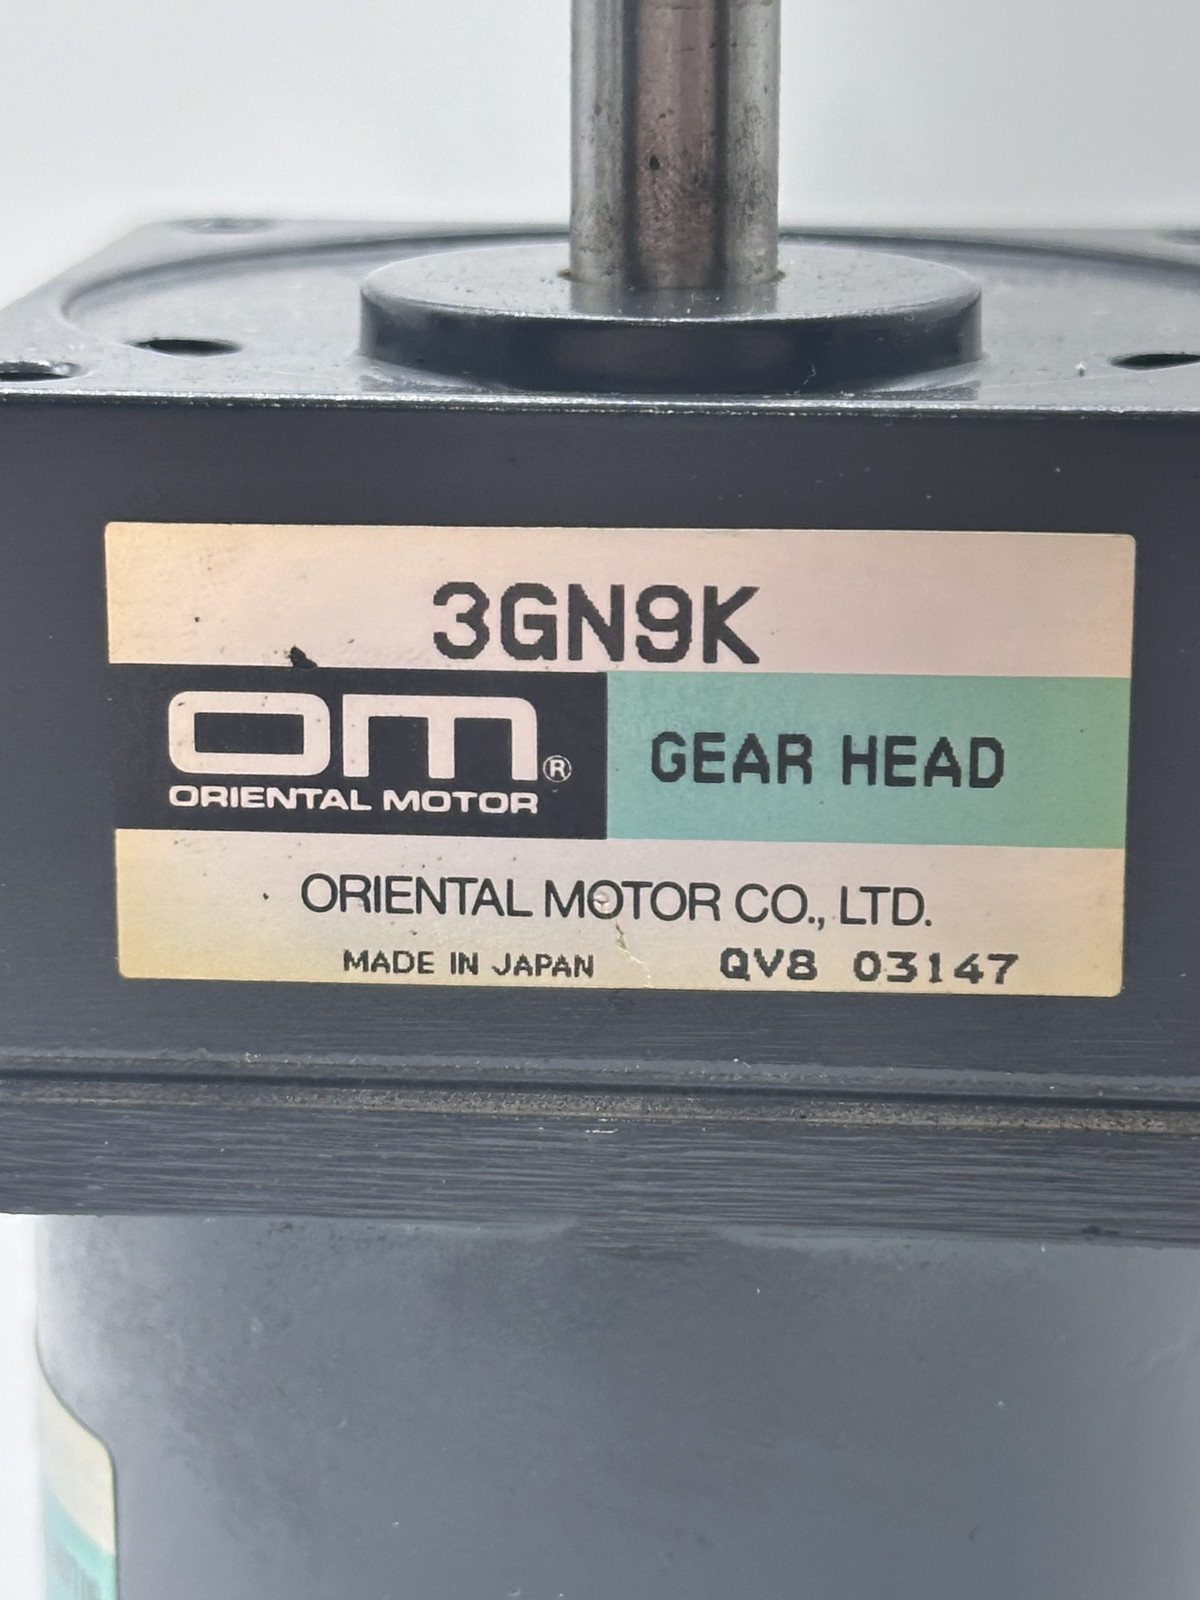 3GN9K
om®
ORIENTAL MOTOR
GEAR HEAD
ORIENTAL MOTOR CO., LTD.
MADE IN JAPAN QV8 03147